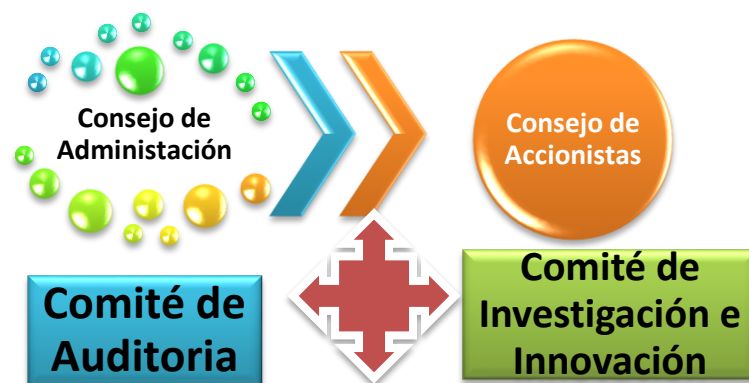 Consejo de
Administación
Consejo de
Accionistas
Comité de
Auditoria
Comité de
Investigación e
Innovación